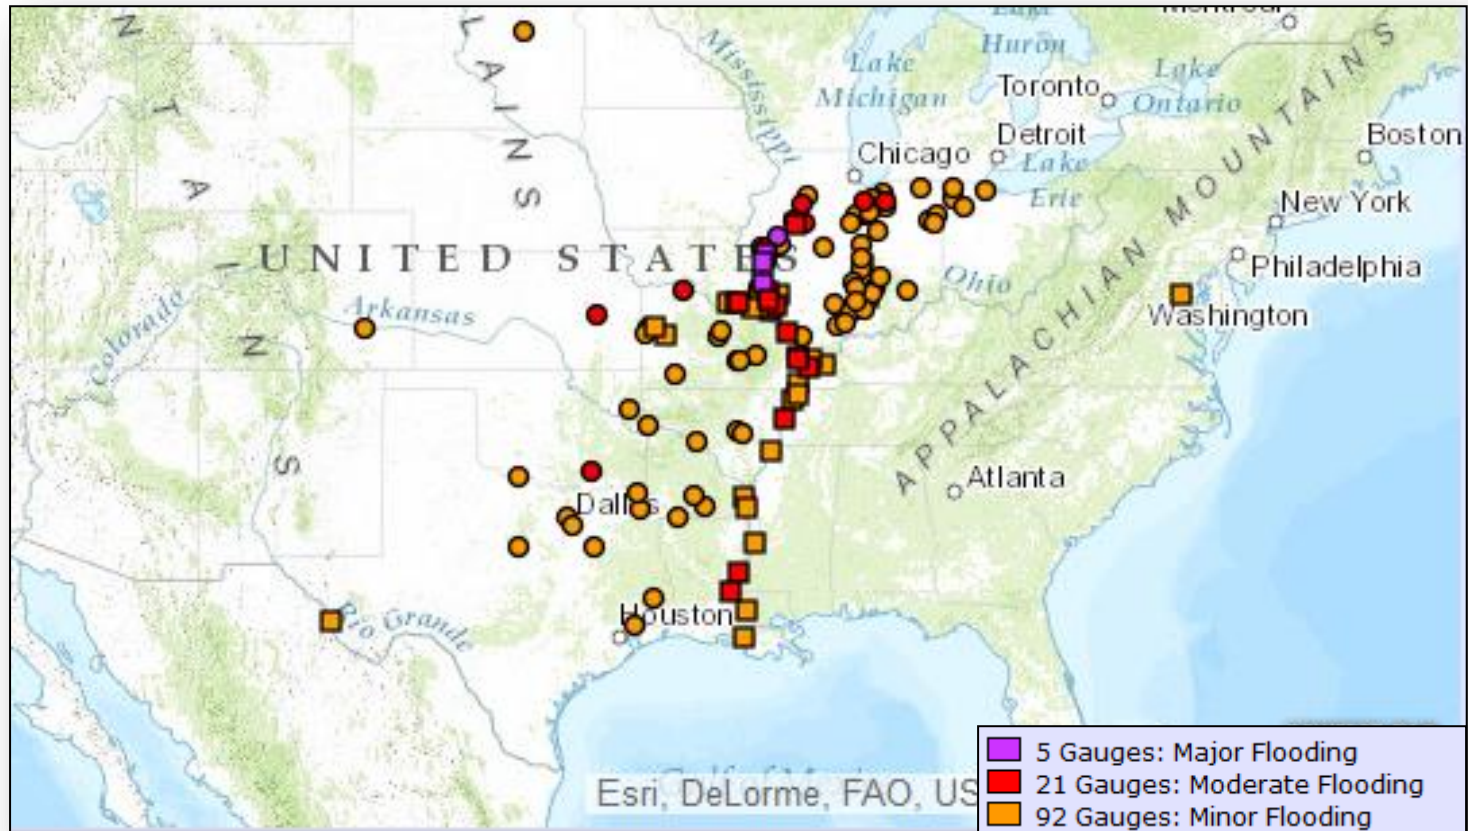 Montreal
Lake
Huron
Lake
Michigan
Mississippi
Toronto
Lake
Ontario
Detroit
Chicago
Lake
Erie
Boston
New York
Philadelphia
Washington
UNITED STATES
PLAINS
Ohio
Arkansas
Colorado
APPALACHIAN MOUNTAINS
Atlanta
Dallas
Houston
Rio Grande
Esri, DeLorme, FAO, US
5 Gauges: Major Flooding
21 Gauges: Moderate Flooding
92 Gauges: Minor Flooding